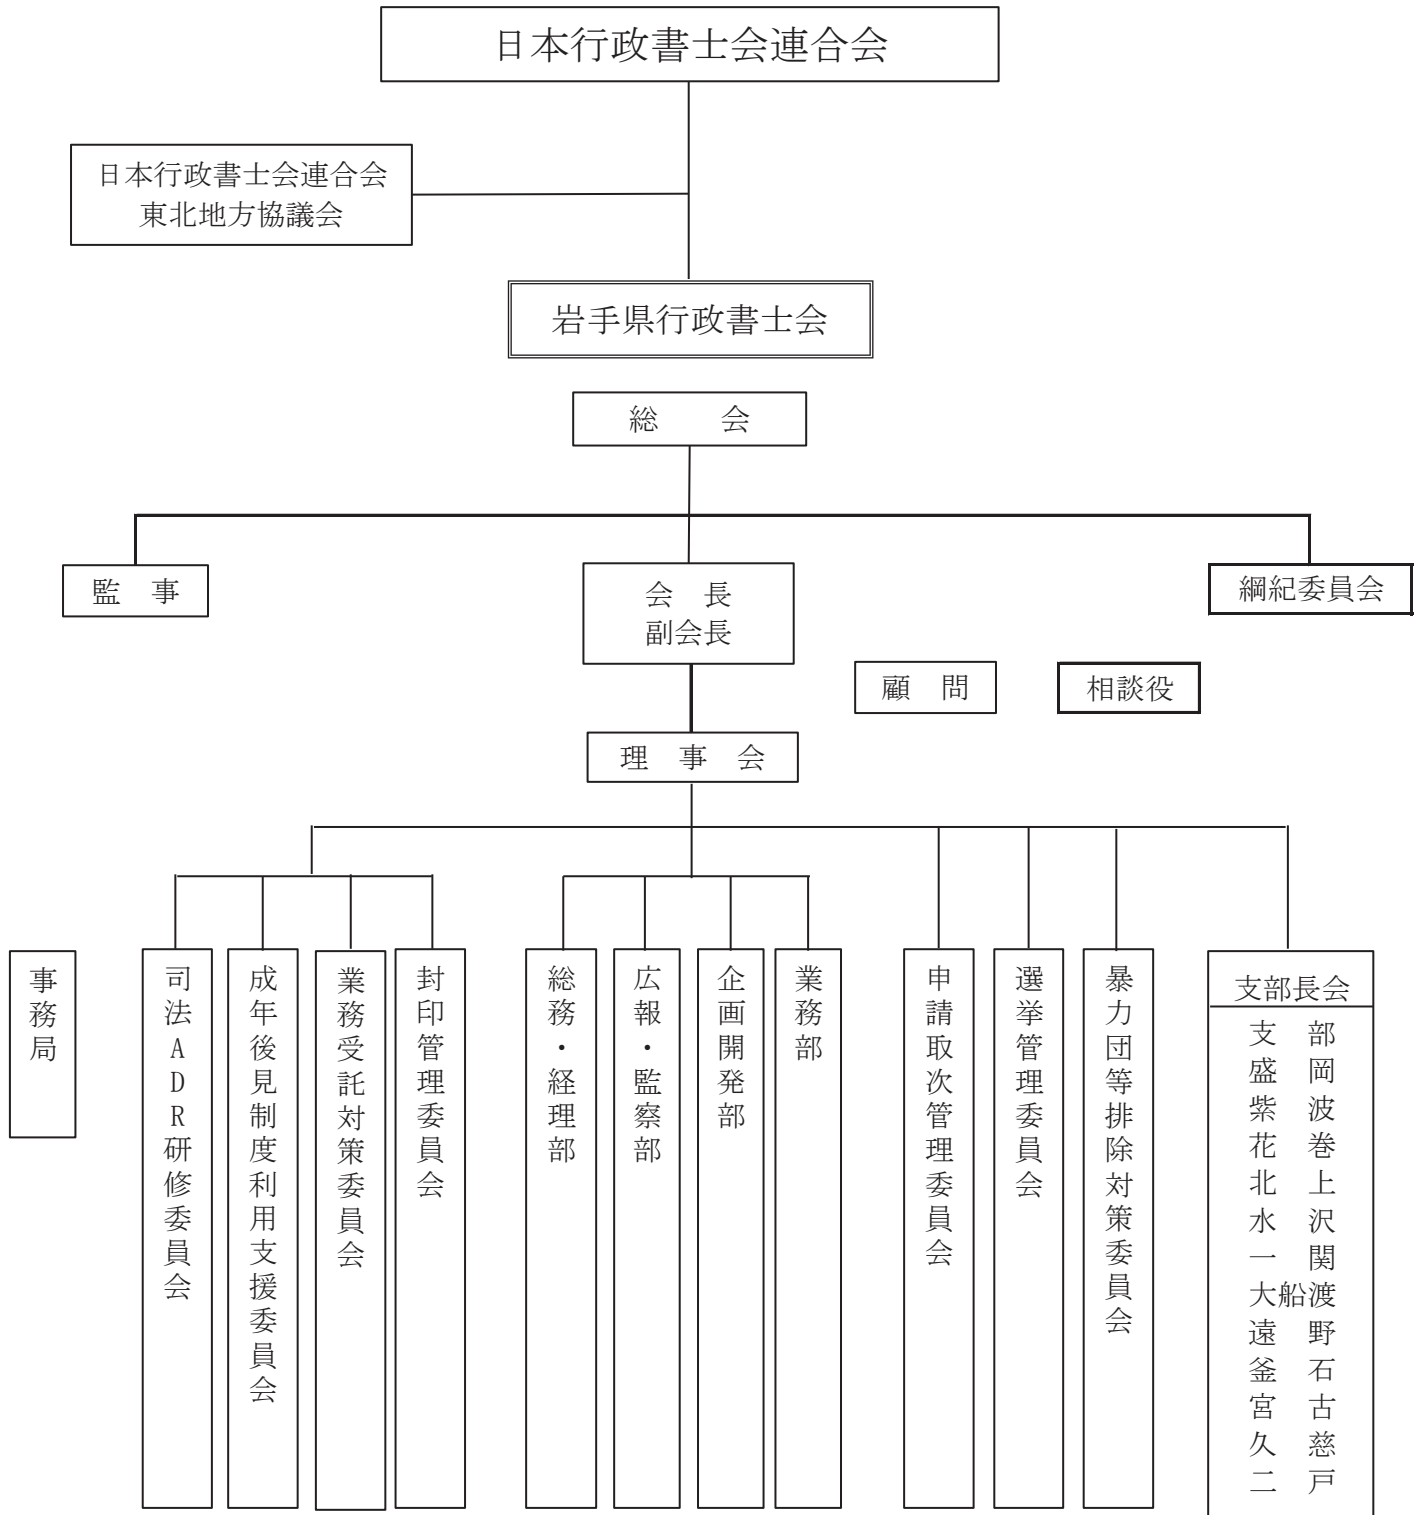 日本行政書士会連合会
日本行政書士会連合会
東北地方協議会
岩手県行政書士会
総　会
監　事
会　長
副会長
綱紀委員会
顧　問
相談役
理　事　会
事務局
司法ADR研修委員会
成年後見制度利用支援委員会
業務受託対策委員会
封印管理委員会
総務・経理部
広報・監察部
企画開発部
業務部
申請取次管理委員会
選挙管理委員会
暴力団等排除対策委員会
支部長会
支　部
盛　岡
紫　波
花　巻
北　上
水　沢
一　関
大船渡
遠　野
釜　石
宮　古
久　慈
二　戸